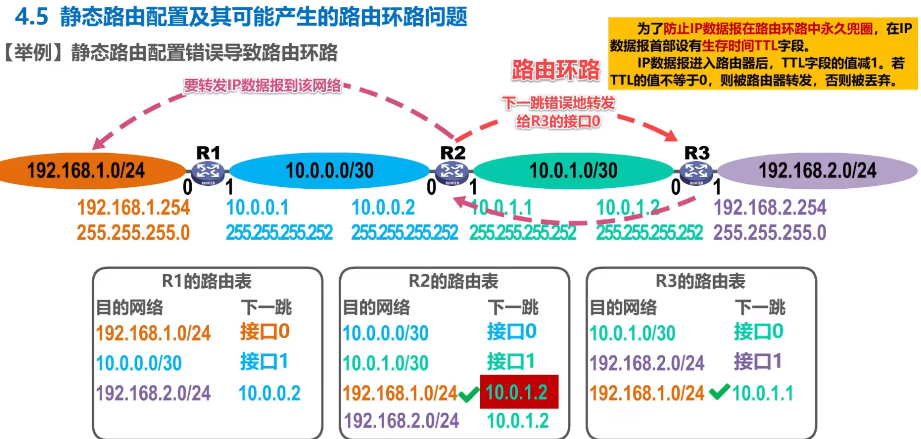 4.5 静态路由配置及其可能产生的路由环路问题
【举例】静态路由配置错误导致路由环路
为了防止IP数据报在路由环路中永久兜圈，在IP
数据报首部设有生存时间TTL字段。
IP数据报进入路由器后，TTL字段的值减1。若
TTL的值不等于0，则被路由器转发，否则被丢弃。
路由环路
要转发IP数据报到该网络
下一跳错误地转发
给R3的接口0
R1
R2
R3
192.168.1.0/24
10.0.0.0/30
10.0.1.0/30
192.168.2.0/24
ROUTER
ROUTER
ROUTER
0 1 0 1 0 1
192.168.1.254 10.0.0.1 10.0.0.2 10.0.1.1 10.0.1.2 192.168.2.254
255.255.255.0 255.255.255.252 255.255.255.252 255.255.255.252 255.255.255.252 255.255.255.0
R1的路由表
目的网络 下一跳
192.168.1.0/24 接口0
10.0.0.0/30 接口1
192.168.2.0/24 10.0.0.2
R2的路由表
目的网络 下一跳
10.0.0.0/30 接口0
10.0.1.0/30 接口1
192.168.1.0/24 10.0.1.2
192.168.2.0/24 10.0.1.2
R3的路由表
目的网络 下一跳
10.0.1.0/30 接口0
192.168.2.0/24 接口1
192.168.1.0/24 10.0.1.1